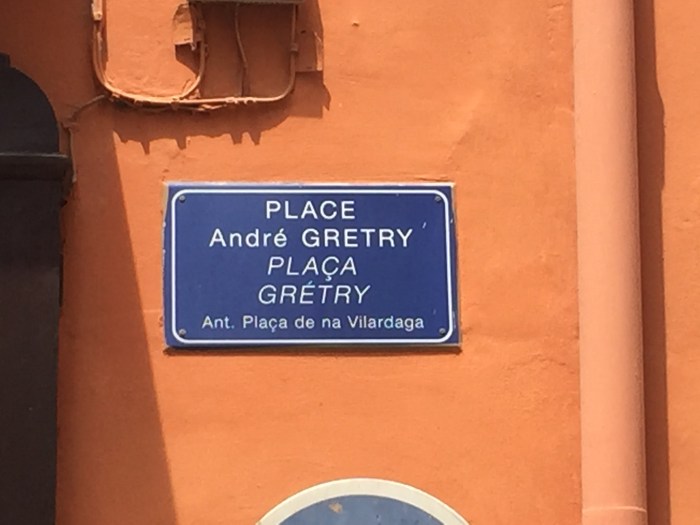 PLACE
André GRETRY
PLAÇA
GRÉTRY
Ant. Plaça de na Vilardaga